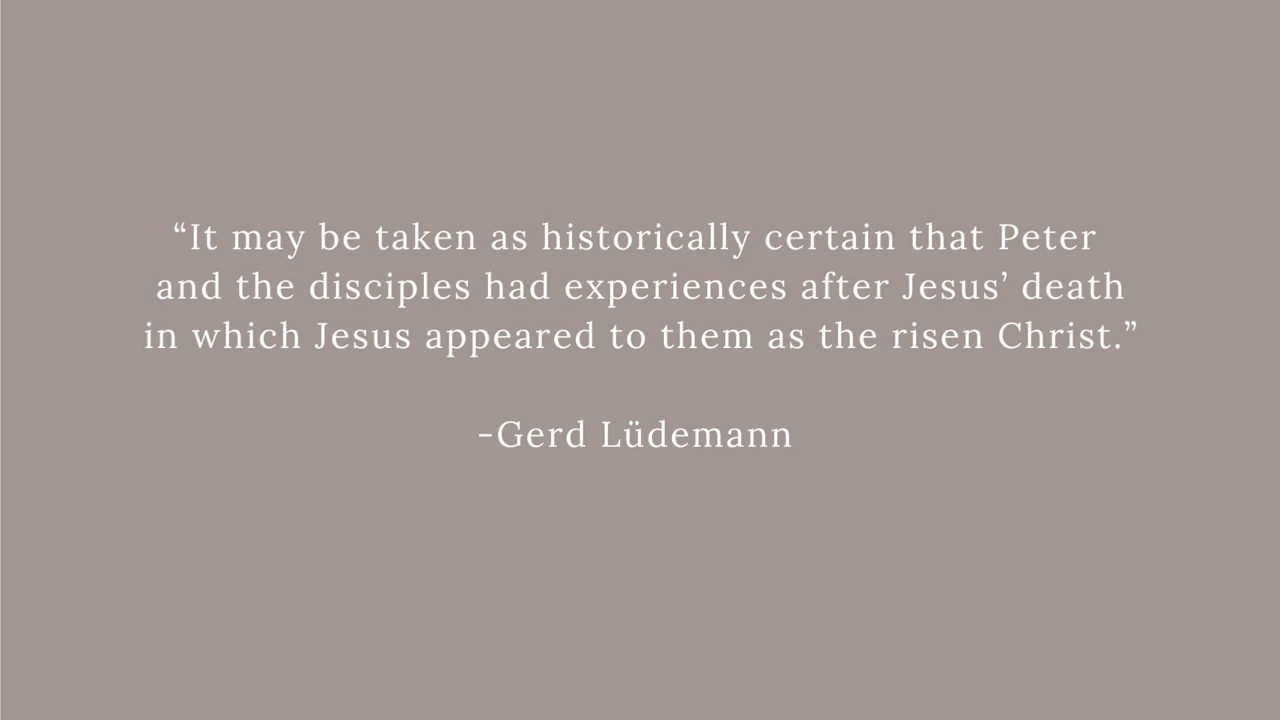 “It may be taken as historically certain that Peter
and the disciples had experiences after Jesus’ death
in which Jesus appeared to them as the risen Christ.”
-Gerd Lüdemann